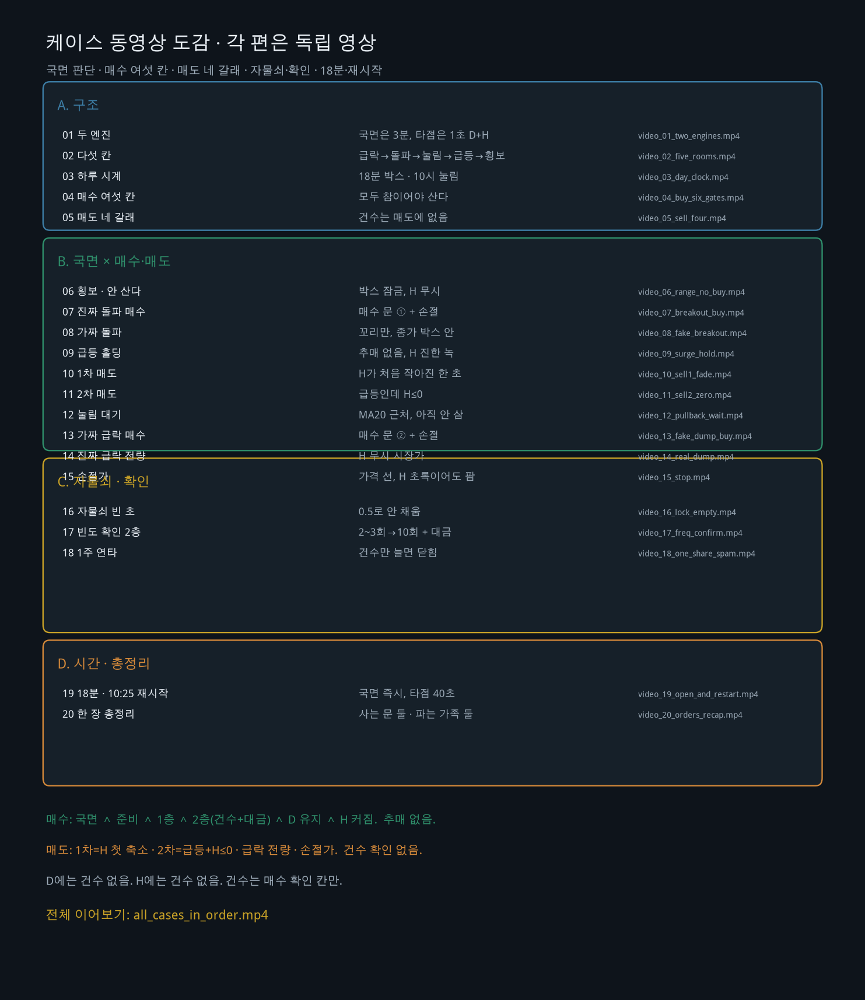 케이스 동영상 도감 · 각 편은 독립 영상
국면 판단 · 매수 여섯 칸 · 매도 네 갈래 · 자물쇠·확인 · 18분·재시작
A. 구조
01 두 엔진 국면은 3분, 타점은 1초 D+H video_01_two_engines.mp4
02 다섯 칸 급락→돌파→눌림→급등→횡보 video_02_five_rooms.mp4
03 하루 시계 18분 박스 · 10시 눌림 video_03_day_clock.mp4
04 매수 여섯 칸 모두 참이어야 산다 video_04_buy_six_gates.mp4
05 매도 네 갈래 건수는 매도에 없음 video_05_sell_four.mp4
B. 국면 × 매수·매도
06 횡보 · 안 산다 박스 잠금, H 무시 video_06_range_no_buy.mp4
07 진짜 돌파 매수 매수 문 ① + 손절 video_07_breakout_buy.mp4
08 가짜 돌파 꼬리만, 종가 박스 안 video_08_fake_breakout.mp4
09 급등 홀딩 추매 없음, H 진한 녹 video_09_surge_hold.mp4
10 1차 매도 H가 처음 작아진 한 초 video_10_sell1_fade.mp4
11 2차 매도 급등인데 H≤0 video_11_sell2_zero.mp4
12 눌림 대기 MA20 근처, 아직 안 삼 video_12_pullback_wait.mp4
13 가짜 급락 매수 매수 문 ② + 손절 video_13_fake_dump_buy.mp4
14 진짜 급락 전량 H 무시 시장가 video_14_real_dump.mp4
15 손절가 가격 선, H 초록이어도 팜 video_15_stop.mp4
C. 자물쇠 · 확인
16 자물쇠 빈 초 0.5로 안 채움 video_16_lock_empty.mp4
17 빈도 확인 2층 2~3회→10회 + 대금 video_17_freq_confirm.mp4
18 1주 연타 건수만 늘면 닫힘 video_18_one_share_spam.mp4
D. 시간 · 총정리
19 18분 · 10:25 재시작 국면 즉시, 타점 40초 video_19_open_and_restart.mp4
20 한 장 총정리 사는 문 둘 · 파는 가족 둘 video_20_orders_recap.mp4
매수: 국면 ∧ 준비 ∧ 1층 ∧ 2층(건수+대금) ∧ D 유지 ∧ H 커짐. 추매 없음.
매도: 1차=H 첫 축소 · 2차=급등+H≤0 · 급락 전량 · 손절가. 건수 확인 없음.
D에는 건수 없음. H에는 건수 없음. 건수는 매수 확인 칸만.
전체 이어보기: all_cases_in_order.mp4